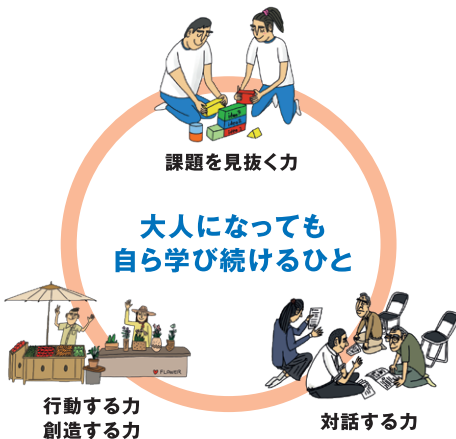 課題を見抜く力
大人になっても
自ら学び続けるひと
FLOWER
行動する力
創造する力
対話する力